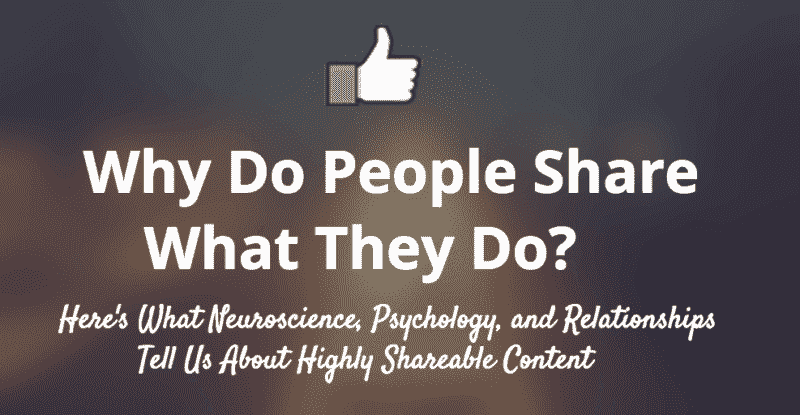 Why Do People Share
What They Do?
Here's What Neuroscience, Psychology, and Relationships
Tell Us About Highly Shareable Content